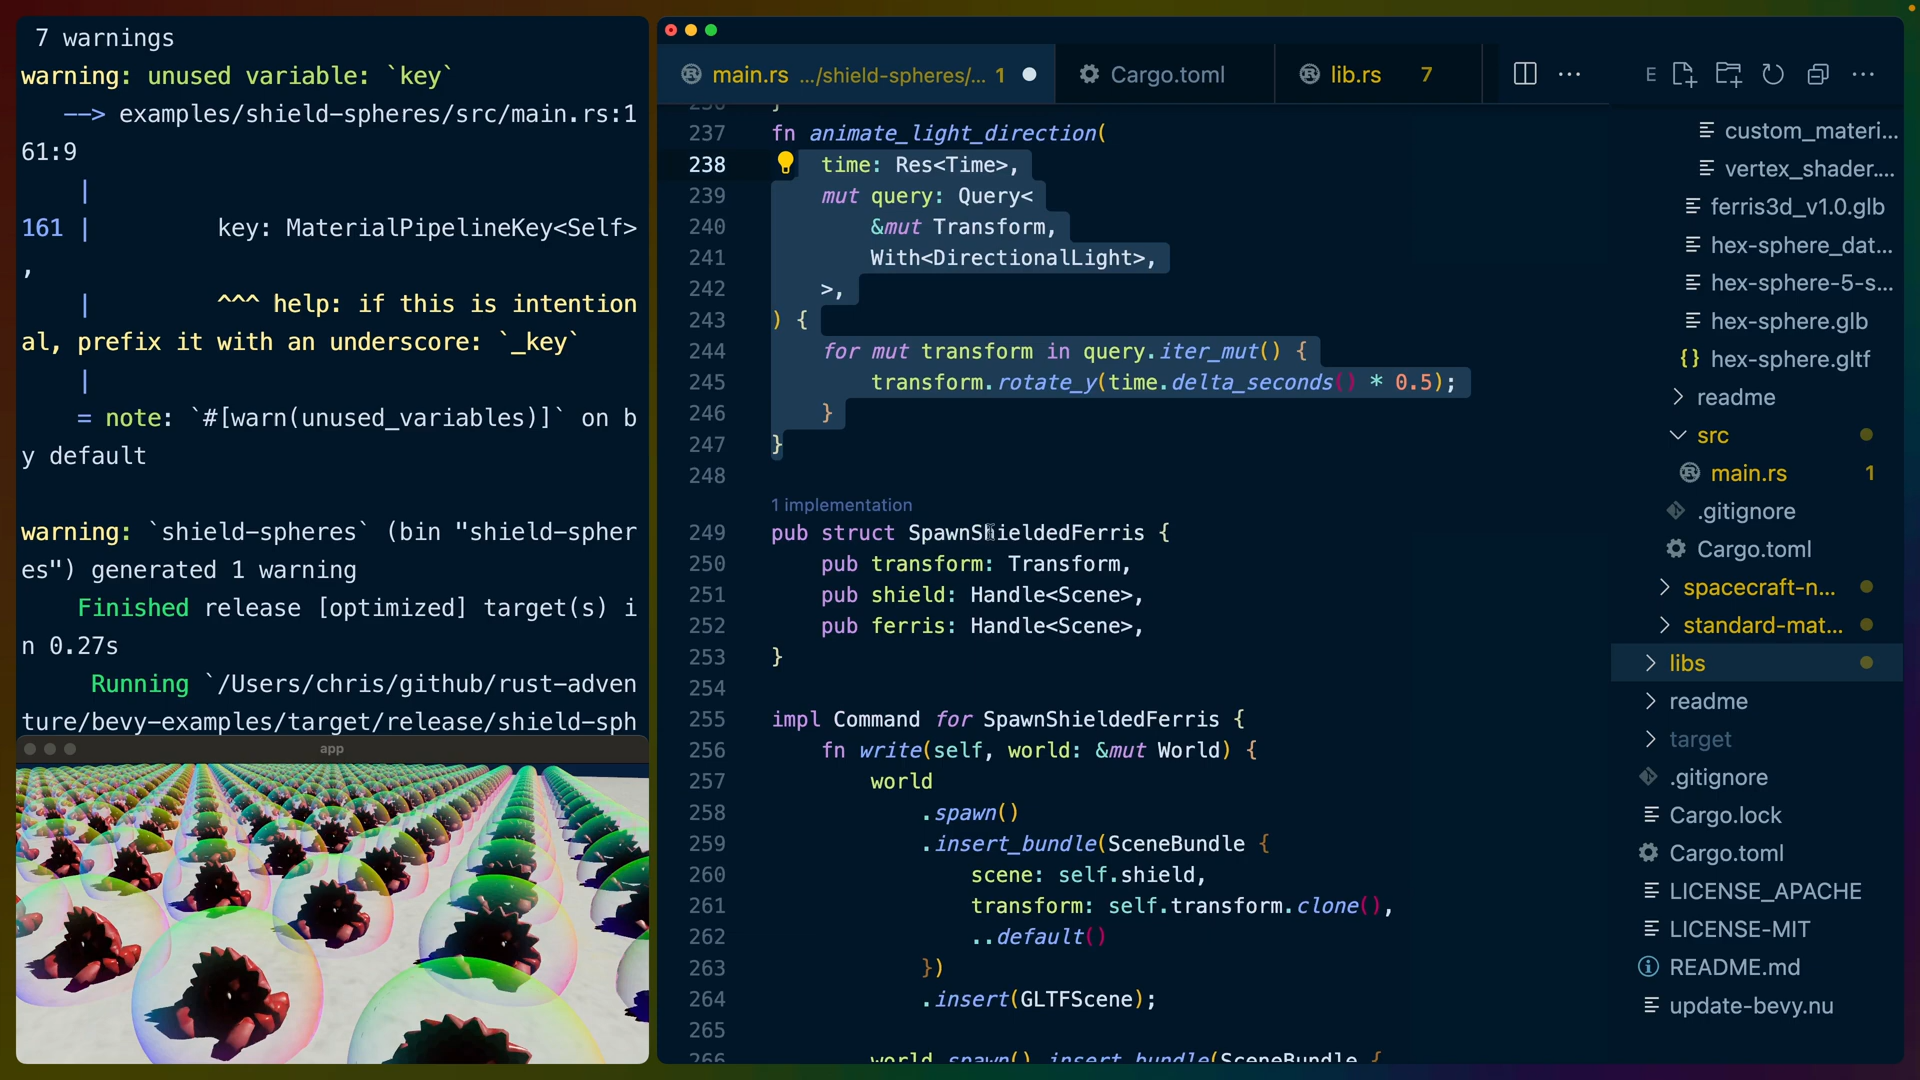 7 warnings
warning: unused variable: `key`
--> examples/shield-spheres/src/main.rs:1
61:9
|
161 | key: MaterialPipelineKey<Self>
,
| ^^^ help: if this is intention
al, prefix it with an underscore: `_key`
|
= note: `#[warn(unused_variables)]` on b
y default
warning: `shield-spheres` (bin "shield-spher
es") generated 1 warning
Finished release [optimized] target(s) i
n 0.27s
Running `/Users/chris/github/rust-adven
ture/bevy-examples/target/release/shield-sph
app
main.rs .../shield-spheres/... 1
Cargo.toml
lib.rs 7
E
236 }
237 fn animate_light_direction(
238 time: Res<Time>,
239 mut query: Query<
240 &mut Transform,
241 With<DirectionalLight>,
242 >,
243 ) {
244 for mut transform in query.iter_mut() {
245 transform.rotate_y(time.delta_seconds() * 0.5);
246 }
247 }
248
1 implementation
249 pub struct SpawnShieldedFerris {
250 pub transform: Transform,
251 pub shield: Handle<Scene>,
252 pub ferris: Handle<Scene>,
253 }
254
255 impl Command for SpawnShieldedFerris {
256 fn write(self, world: &mut World) {
257 world
258 .spawn()
259 .insert_bundle(SceneBundle {
260 scene: self.shield,
261 transform: self.transform.clone(),
262 ..default()
263 })
264 .insert(GLTFScene);
265
266 world.spawn().insert_bundle(SceneBundle {
custom_materi...
vertex_shader....
ferris3d_v1.0.glb
hex-sphere_dat...
hex-sphere-5-s...
hex-sphere.glb
{} hex-sphere.gltf
readme
src
main.rs 1
.gitignore
Cargo.toml
spacecraft-n...
standard-mat...
libs
readme
target
.gitignore
Cargo.lock
Cargo.toml
LICENSE_APACHE
LICENSE-MIT
README.md
update-bevy.nu